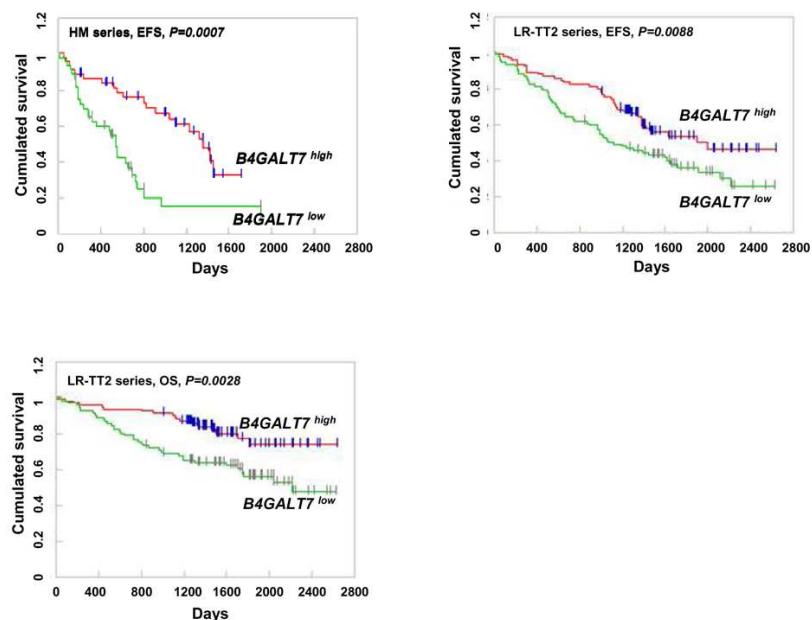 HM series, EFS, P=0.0007
Cumulated survival
1.2
1
0.8
0.6
0.4
0.2
0
B4GALT7 high
B4GALT7 low
0 400 800 1200 1600 2000 2400 2800
Days
LR-TT2 series, EFS, P=0.0088
Cumulated survival
1.2
1
0.8
0.6
0.4
0.2
0
B4GALT7 high
B4GALT7 low
0 400 800 1200 1600 2000 2400 2800
Days
LR-TT2 series, OS, P=0.0028
Cumulated survival
1.2
1
0.8
0.6
0.4
0.2
0
B4GALT7 high
B4GALT7 low
0 400 800 1200 1600 2000 2400 2800
Days